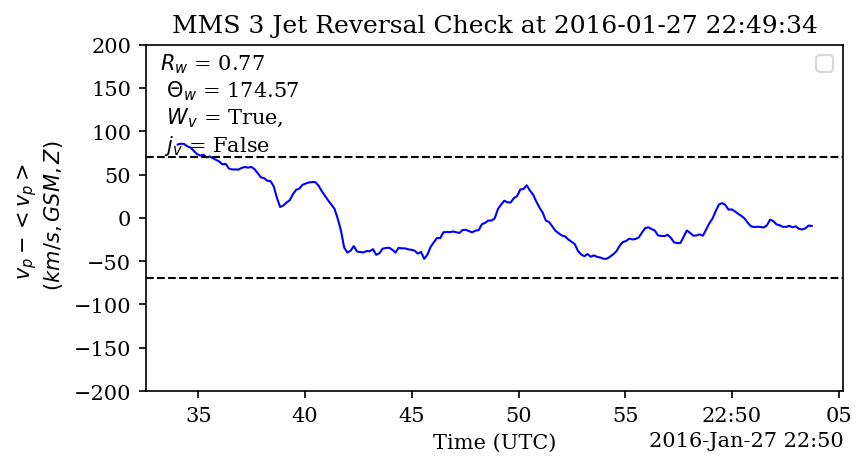 MMS 3 Jet Reversal Check at 2016-01-27 22:49:34
R_w = 0.77
Θ_w = 174.57
W_v = True,
j_v = False
v_p − < v_p >
(km/s, GSM, Z)
200
150
100
50
0
−50
−100
−150
−200
35 40 45 50 55 22:50 05
Time (UTC)
2016-Jan-27 22:50